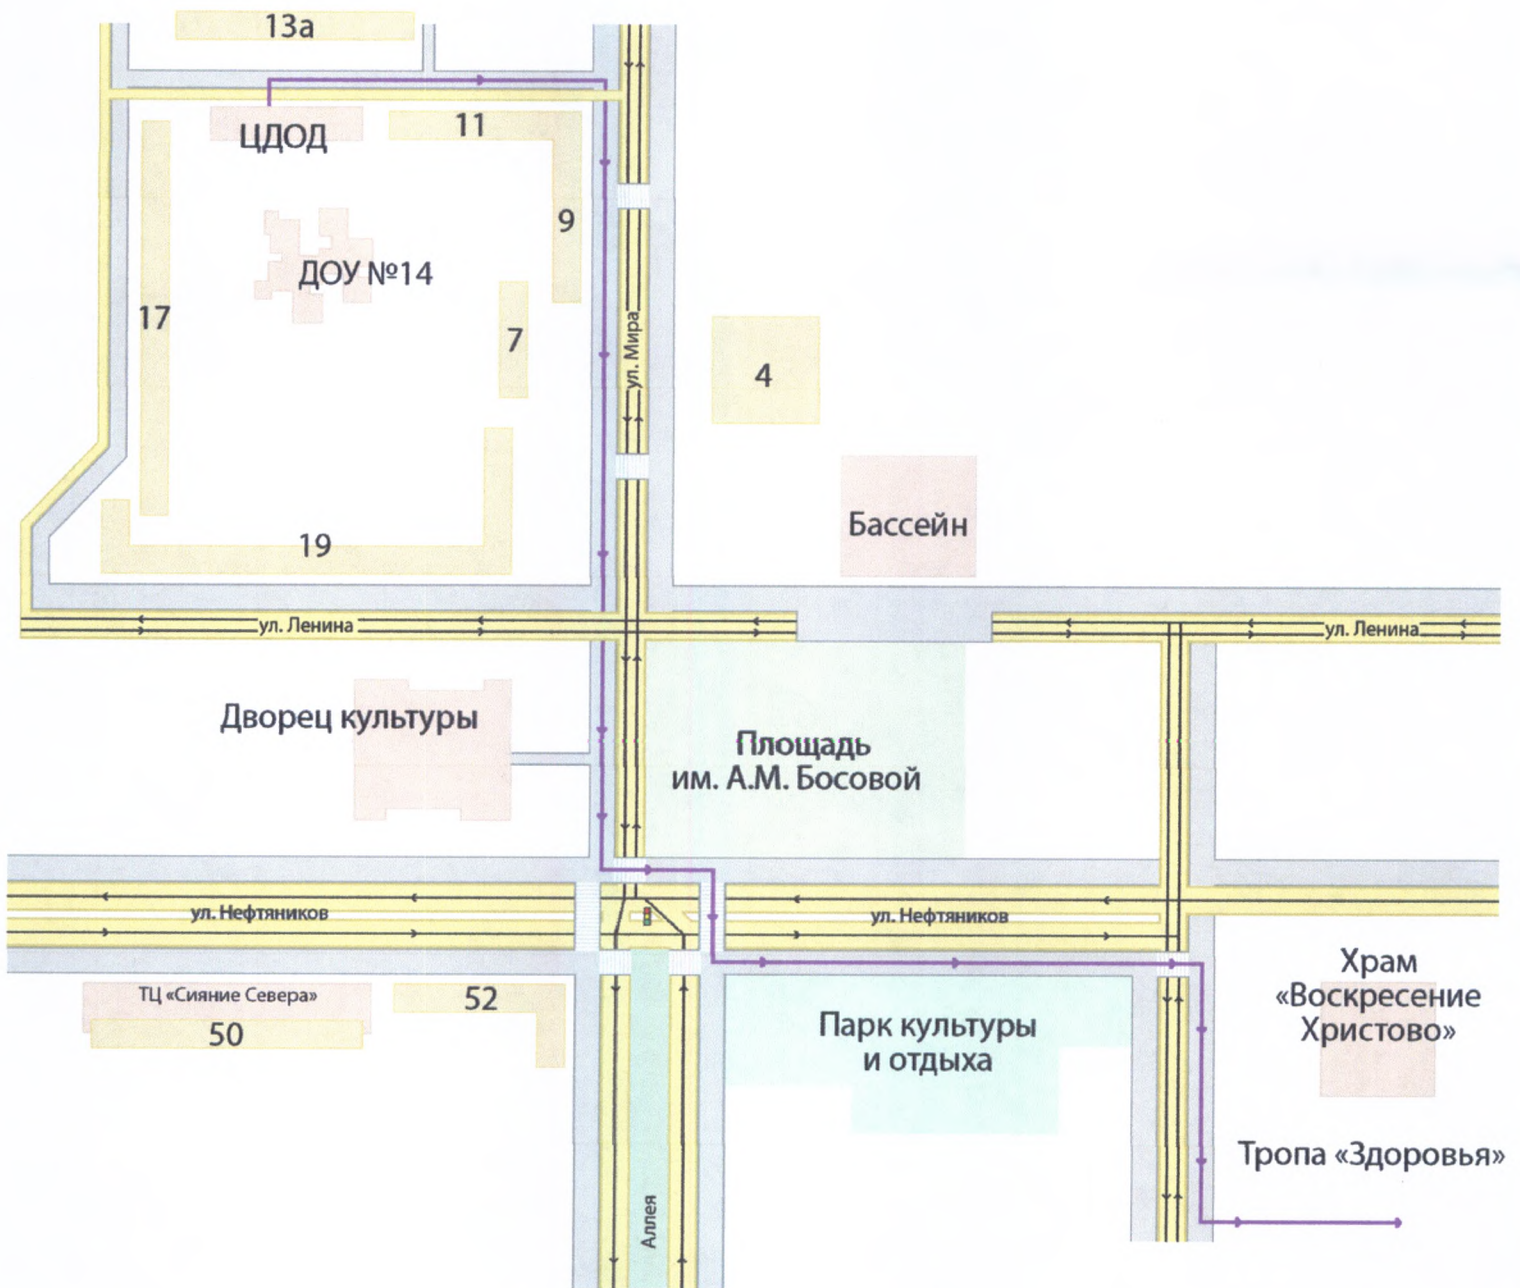 13а
ЦДОД
11
9
ДОУ №14
17
7
ул. Мира
4
Бассейн
19
ул. Ленина
ул. Ленина
Дворец культуры
Площадь
им. А.М. Босовой
ул. Нефтяников
ул. Нефтяников
ТЦ «Сияние Севера»
50
52
Парк культуры
и отдыха
Храм
«Воскресение
Христово»
Тропа «Здоровья»
Аллея